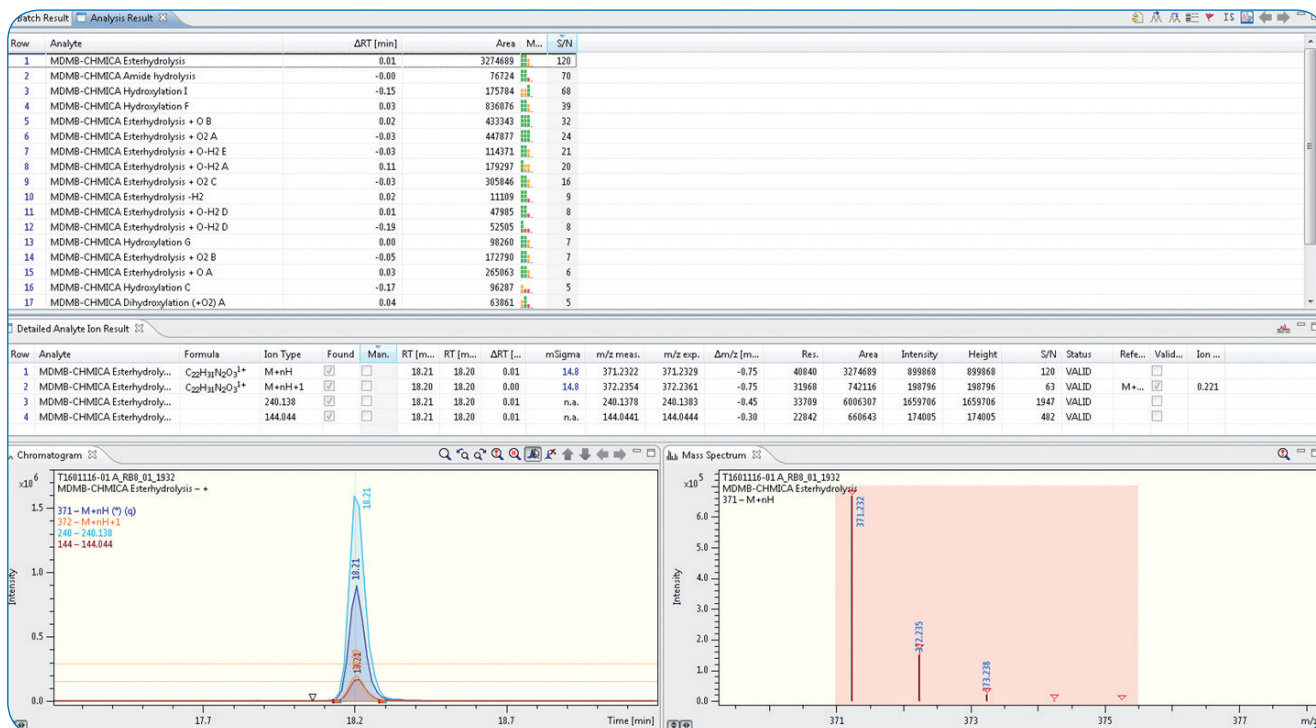 Batch Result Analysis Result IS
Row Analyte ΔRT [min] Area M... S/N
1 MDMB-CHMICA Esterhydrolysis 0.01 3274689 120
2 MDMB-CHMICA Amide hydrolysis -0.00 76724 70
3 MDMB-CHMICA Hydroxylation I -0.15 175784 68
4 MDMB-CHMICA Hydroxylation F 0.03 836076 39
5 MDMB-CHMICA Esterhydrolysis + O B 0.02 433343 32
6 MDMB-CHMICA Esterhydrolysis + O2 A -0.03 447877 24
7 MDMB-CHMICA Esterhydrolysis + O-H2 E -0.03 114371 21
8 MDMB-CHMICA Esterhydrolysis + O-H2 A 0.11 179297 20
9 MDMB-CHMICA Esterhydrolysis + O2 C -0.03 305846 16
10 MDMB-CHMICA Esterhydrolysis -H2 0.02 11109 9
11 MDMB-CHMICA Esterhydrolysis + O-H2 D 0.01 47985 8
12 MDMB-CHMICA Esterhydrolysis + O-H2 D -0.19 52505 8
13 MDMB-CHMICA Hydroxylation G 0.00 98260 7
14 MDMB-CHMICA Esterhydrolysis + O2 B -0.05 172790 7
15 MDMB-CHMICA Esterhydrolysis + O A 0.03 265063 6
16 MDMB-CHMICA Hydroxylation C -0.17 96287 5
17 MDMB-CHMICA Dihydroxylation (+O2) A 0.04 63861 5
Detailed Analyte Ion Result
Row Analyte Formula Ion Type Found Man. RT [m... RT [m... ΔRT [... mSigma m/z meas. m/z exp. Δm/z [m... Res. Area Intensity Height S/N Status Refe... Valid... Ion ...
1 MDMB-CHMICA Esterhydroly... C₂₂H₃₁N₂O₃¹⁺ M+nH 18.21 18.20 0.01 14.8 371.2322 371.2329 -0.75 40840 3274689 899868 899868 120 VALID
2 MDMB-CHMICA Esterhydroly... C₂₂H₃₁N₂O₃¹⁺ M+nH+1 18.20 18.20 0.00 14.8 372.2354 372.2361 -0.75 31968 742116 198796 198796 63 VALID M+... 0.221
3 MDMB-CHMICA Esterhydroly... 240.138 18.21 18.20 0.01 n.a. 240.1378 240.1383 -0.45 33709 6006307 1659706 1659706 1947 VALID
4 MDMB-CHMICA Esterhydroly... 144.044 18.21 18.20 0.01 n.a. 144.0441 144.0444 -0.30 22842 660643 174005 174005 482 VALID
Chromatogram
T1601116-01 A_RB8_01_1932
MDMB-CHMICA Esterhydrolysis – +
371 – M+nH (*) (q)
372 – M+nH+1
240 – 240.138
144 – 144.044
x10⁶
1.5
1.0
0.5
0.0
Intensity
18.21
18.21
18.21
17.7 18.2 18.7 Time [min]
Mass Spectrum
T1601116-01 A_RB8_01_1932
MDMB-CHMICA Esterhydrolysis
371 – M+nH
x10⁵
6.0
5.0
4.0
3.0
2.0
1.0
0.0
Intensity
371.232
372.235
373.238
371 373 375 377